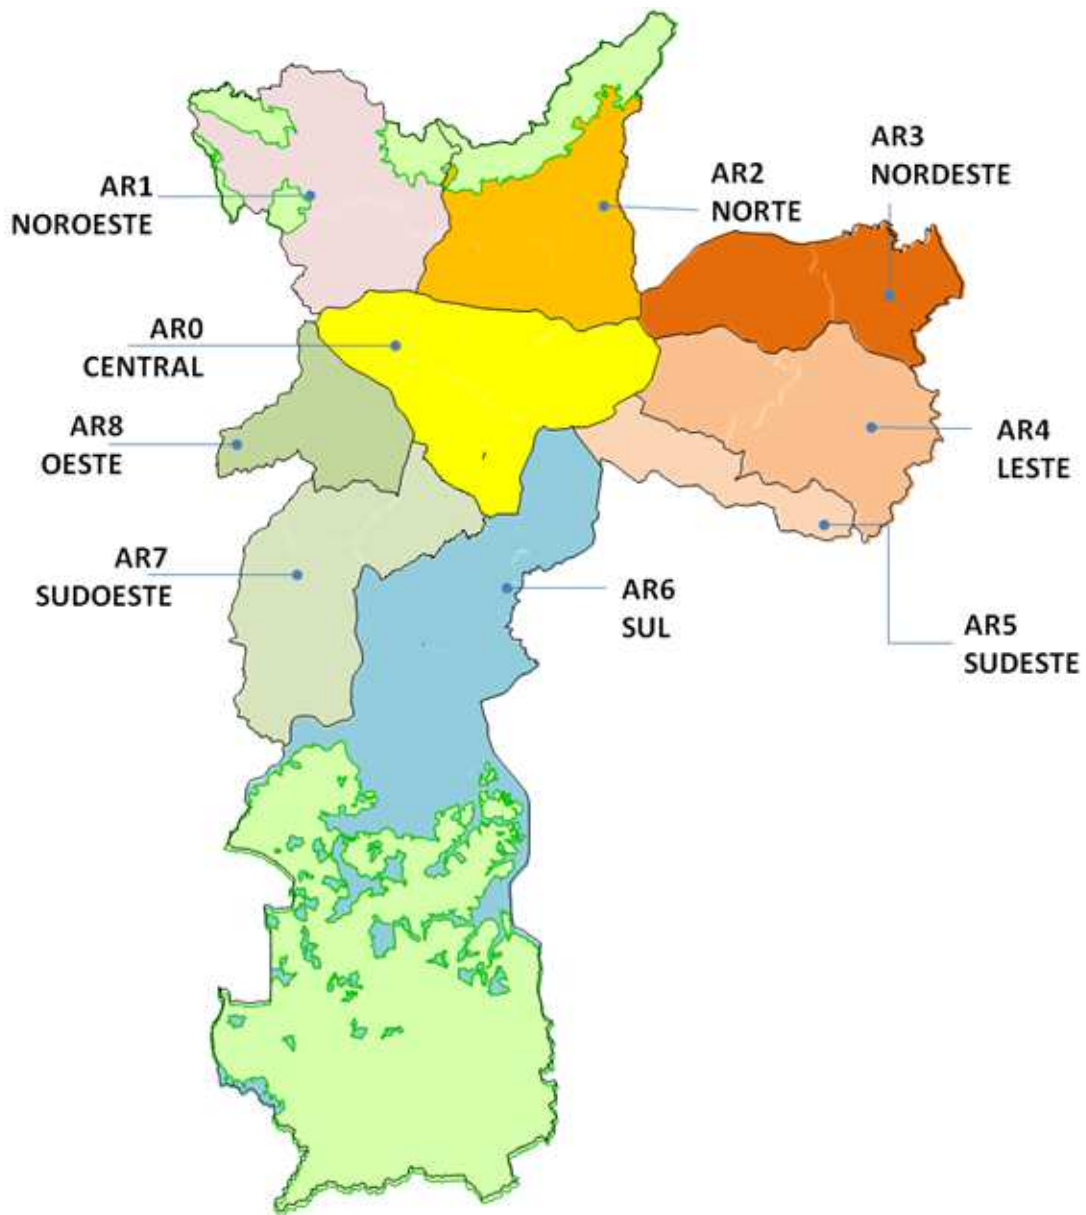 AR3
NORDESTE
AR2
NORTE
AR1
NOROESTE
AR0
CENTRAL
AR8
OESTE
AR4
LESTE
AR7
SUDOESTE
AR6
SUL
AR5
SUDESTE